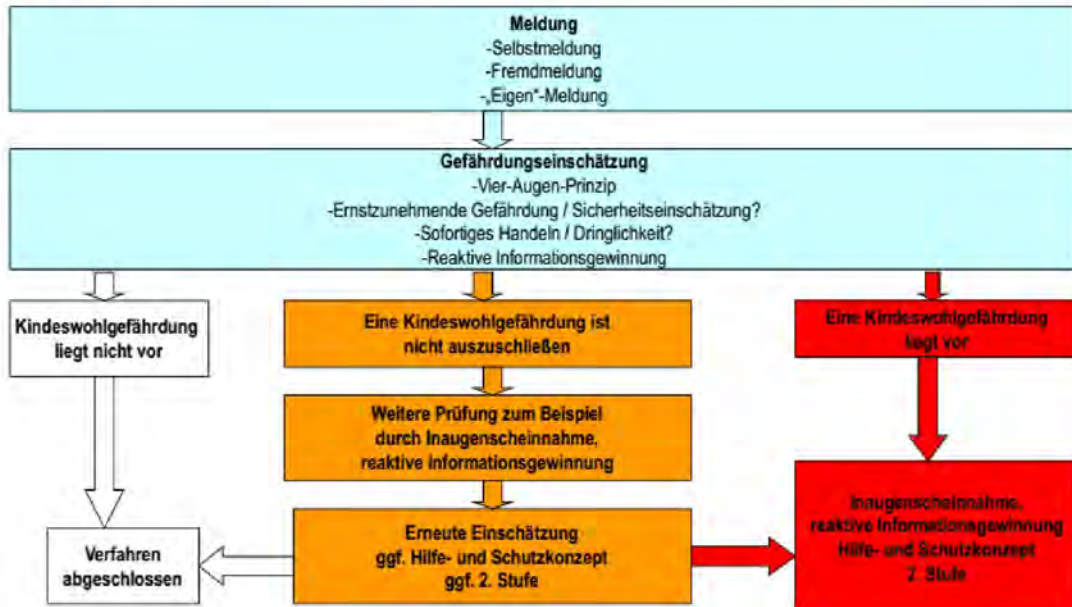 Meldung
-Selbstmeldung
-Fremdmeldung
-„Eigen“-Meldung
Gefährdungseinschätzung
-Vier-Augen-Prinzip
-Ernstzunehmende Gefährdung / Sicherheitseinschätzung?
-Sofortiges Handeln / Dringlichkeit?
-Reaktive Informationsgewinnung
Kindeswohlgefährdung
liegt nicht vor
Eine Kindeswohlgefährdung ist
nicht auszuschließen
Eine Kindeswohlgefährdung
liegt vor
Weitere Prüfung zum Beispiel
durch Inaugenscheinnahme,
reaktive Informationsgewinnung
Verfahren
abgeschlossen
Erneute Einschätzung
ggf. Hilfe- und Schutzkonzept
ggf. 2. Stufe
Inaugenscheinnahme,
reaktive Informationsgewinnung
Hilfe- und Schutzkonzept
2. Stufe